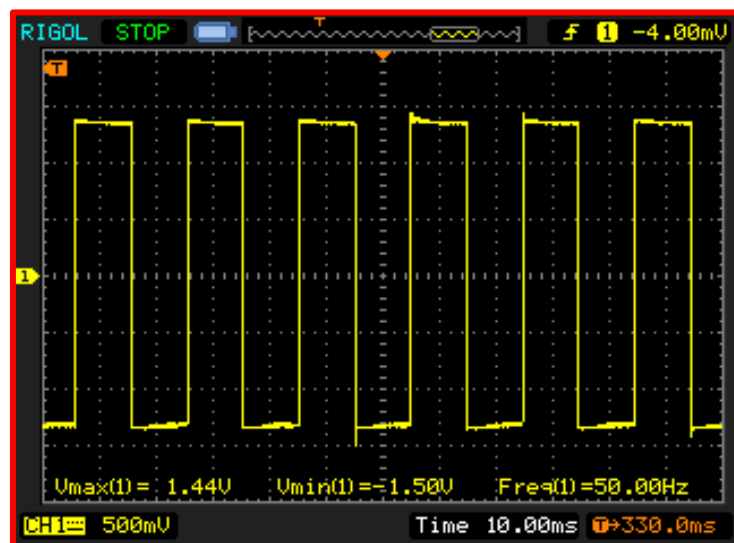 RIGOL STOP T f 1 -4.00mV
T
1
Vmax(1)= 1.44V Vmin(1)=-1.50V Freq(1)=50.00Hz
CH1 500mV Time 10.00ms T→330.0ms